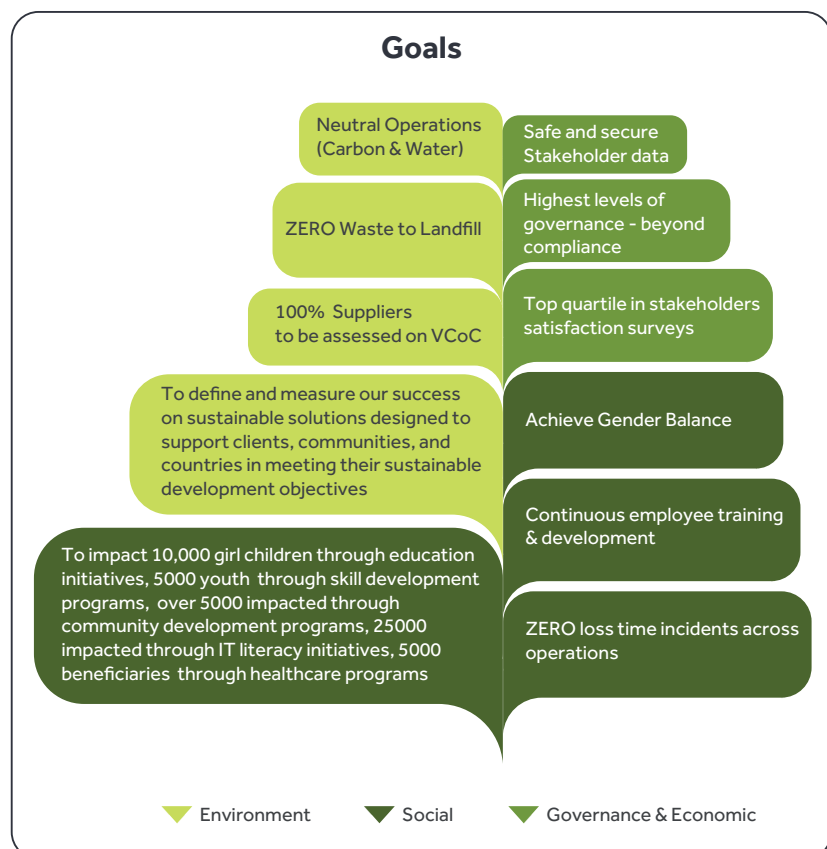 Goals
Neutral Operations
(Carbon & Water)
Safe and secure
Stakeholder data
ZERO Waste to Landfill
Highest levels of
governance - beyond
compliance
100% Suppliers
to be assessed on VCoC
Top quartile in stakeholders
satisfaction surveys
To define and measure our success
on sustainable solutions designed to
support clients, communities, and
countries in meeting their sustainable
development objectives
Achieve Gender Balance
Continuous employee training
& development
To impact 10,000 girl children through education
initiatives, 5000 youth through skill development
programs, over 5000 impacted through
community development programs, 25000
impacted through IT literacy initiatives, 5000
beneficiaries through healthcare programs
ZERO loss time incidents across
operations
Environment
Social
Governance & Economic